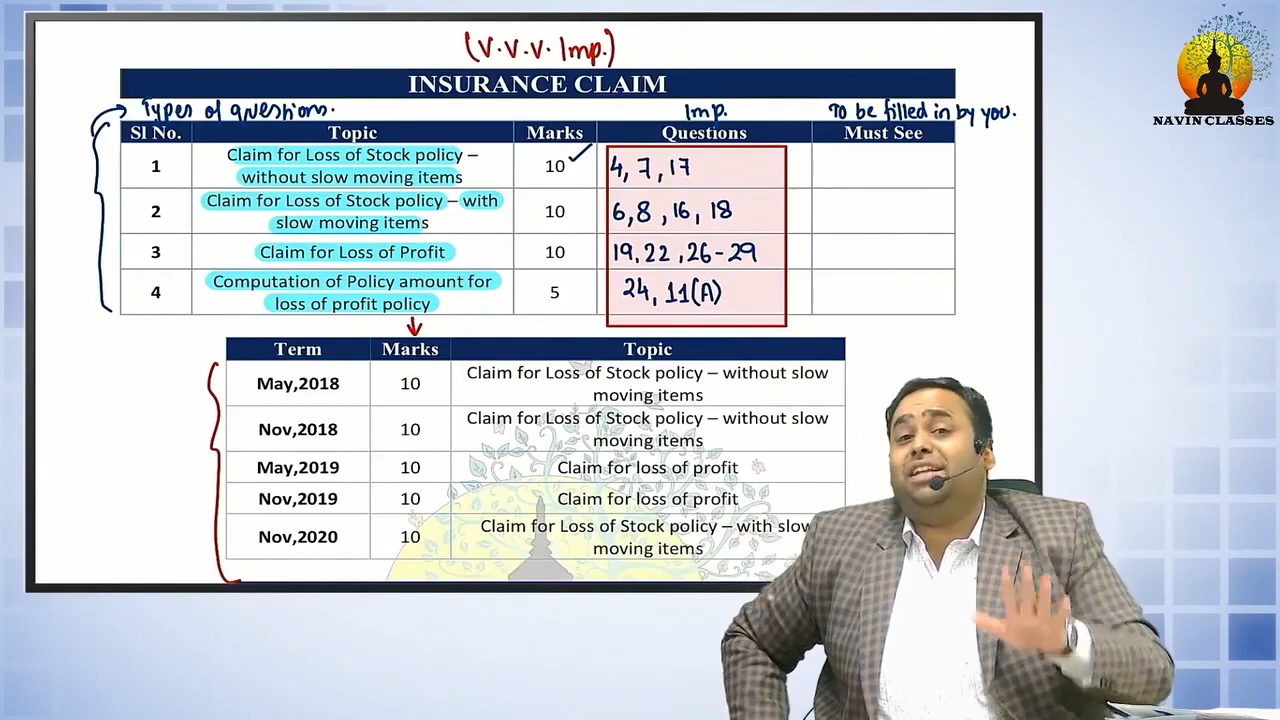 (V.V.V. Imp.)
INSURANCE CLAIM
Types of questions. Imp. To be filled in by you.
Sl No. Topic Marks Questions Must See
1 Claim for Loss of Stock policy – without slow moving items 10 4, 7, 17
2 Claim for Loss of Stock policy – with slow moving items 10 6, 8, 16, 18
3 Claim for Loss of Profit 10 19, 22, 26-29
4 Computation of Policy amount for loss of profit policy 5 24, 11(A)
Term Marks Topic
May,2018 10 Claim for Loss of Stock policy – without slow moving items
Nov,2018 10 Claim for Loss of Stock policy – without slow moving items
May,2019 10 Claim for loss of profit
Nov,2019 10 Claim for loss of profit
Nov,2020 10 Claim for Loss of Stock policy – with slow moving items
NAVIN CLASSES